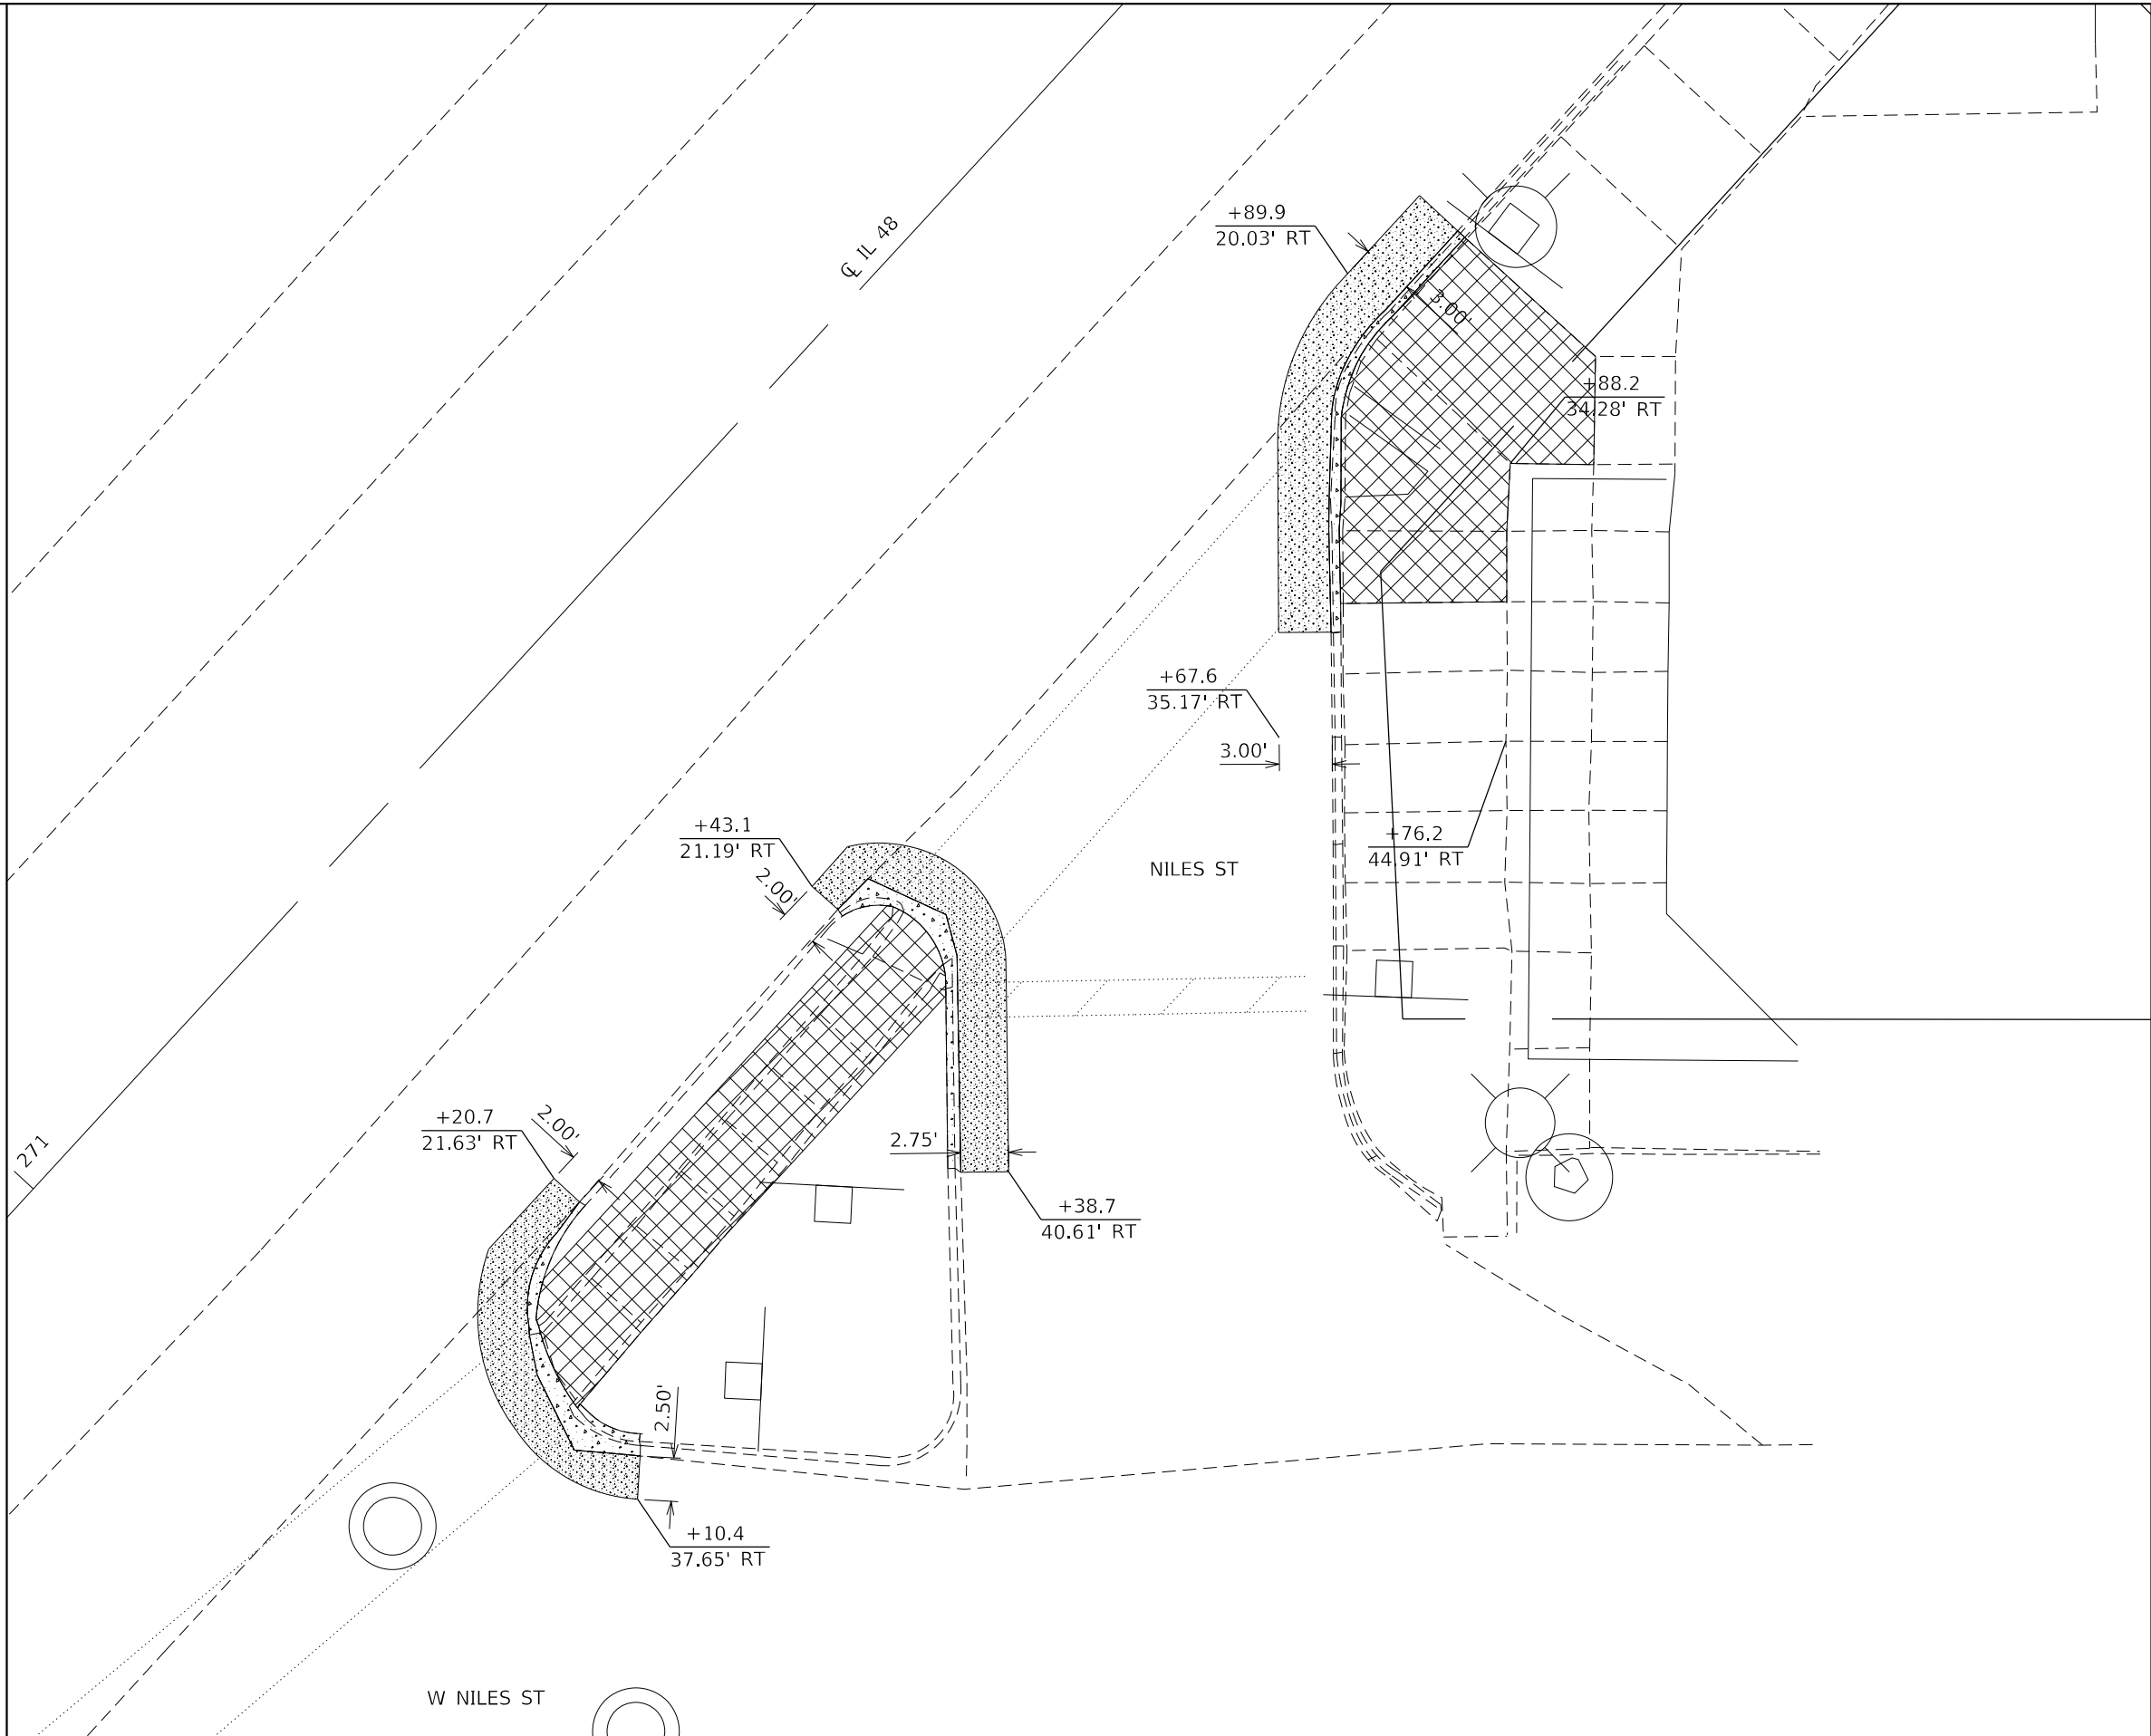 +89.9
20.03' RT
℄ IL 48
3.00'
+88.2
34.28' RT
+67.6
35.17' RT
3.00'
+43.1
21.19' RT
2.00'
NILES ST
+76.2
44.91' RT
+20.7
21.63' RT
2.00'
2.75'
271
+38.7
40.61' RT
2.50'
+10.4
37.65' RT
W NILES ST